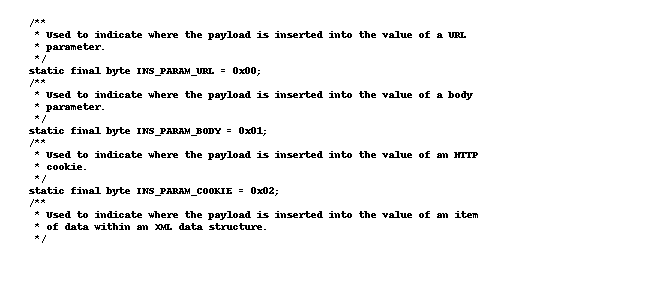 /**
* Used to indicate where the payload is inserted into the value of a URL
* parameter.
*/
static final byte INS_PARAM_URL = 0x00;
/**
* Used to indicate where the payload is inserted into the value of a body
* parameter.
*/
static final byte INS_PARAM_BODY = 0x01;
/**
* Used to indicate where the payload is inserted into the value of an HTTP
* cookie.
*/
static final byte INS_PARAM_COOKIE = 0x02;
/**
* Used to indicate where the payload is inserted into the value of an item
* of data within an XML data structure.
*/